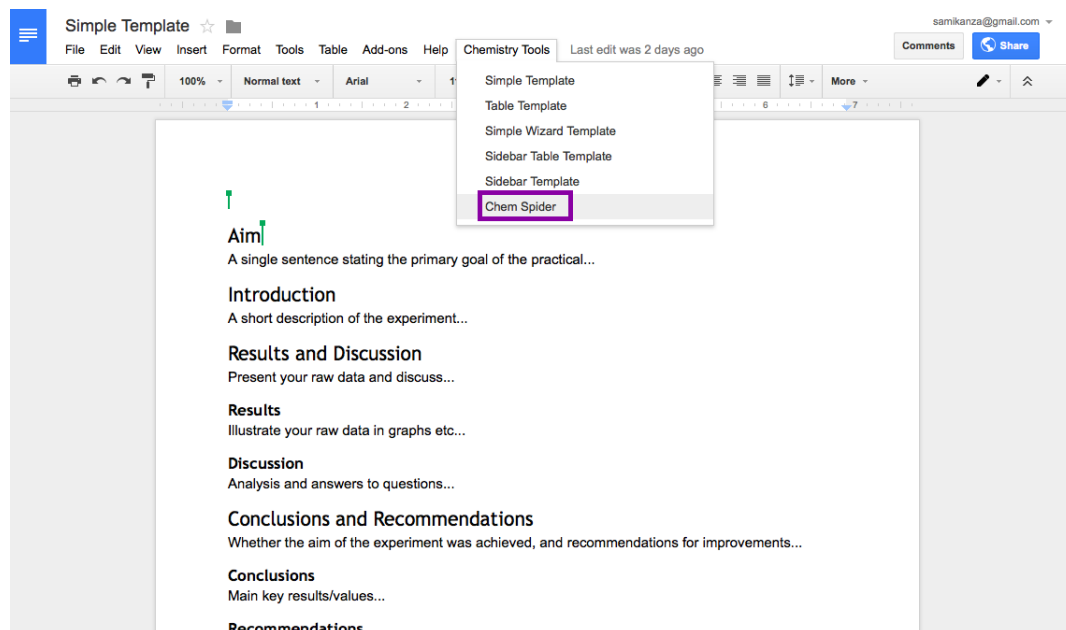 Simple Template
samikanza@gmail.com
File Edit View Insert Format Tools Table Add-ons Help Chemistry Tools Last edit was 2 days ago
Comments Share
100% Normal text Arial More
1 2 6 7
Simple Template
Table Template
Simple Wizard Template
Sidebar Table Template
Sidebar Template
Chem Spider
Aim
A single sentence stating the primary goal of the practical...
Introduction
A short description of the experiment...
Results and Discussion
Present your raw data and discuss...
Results
Illustrate your raw data in graphs etc...
Discussion
Analysis and answers to questions...
Conclusions and Recommendations
Whether the aim of the experiment was achieved, and recommendations for improvements...
Conclusions
Main key results/values...
Recommendations